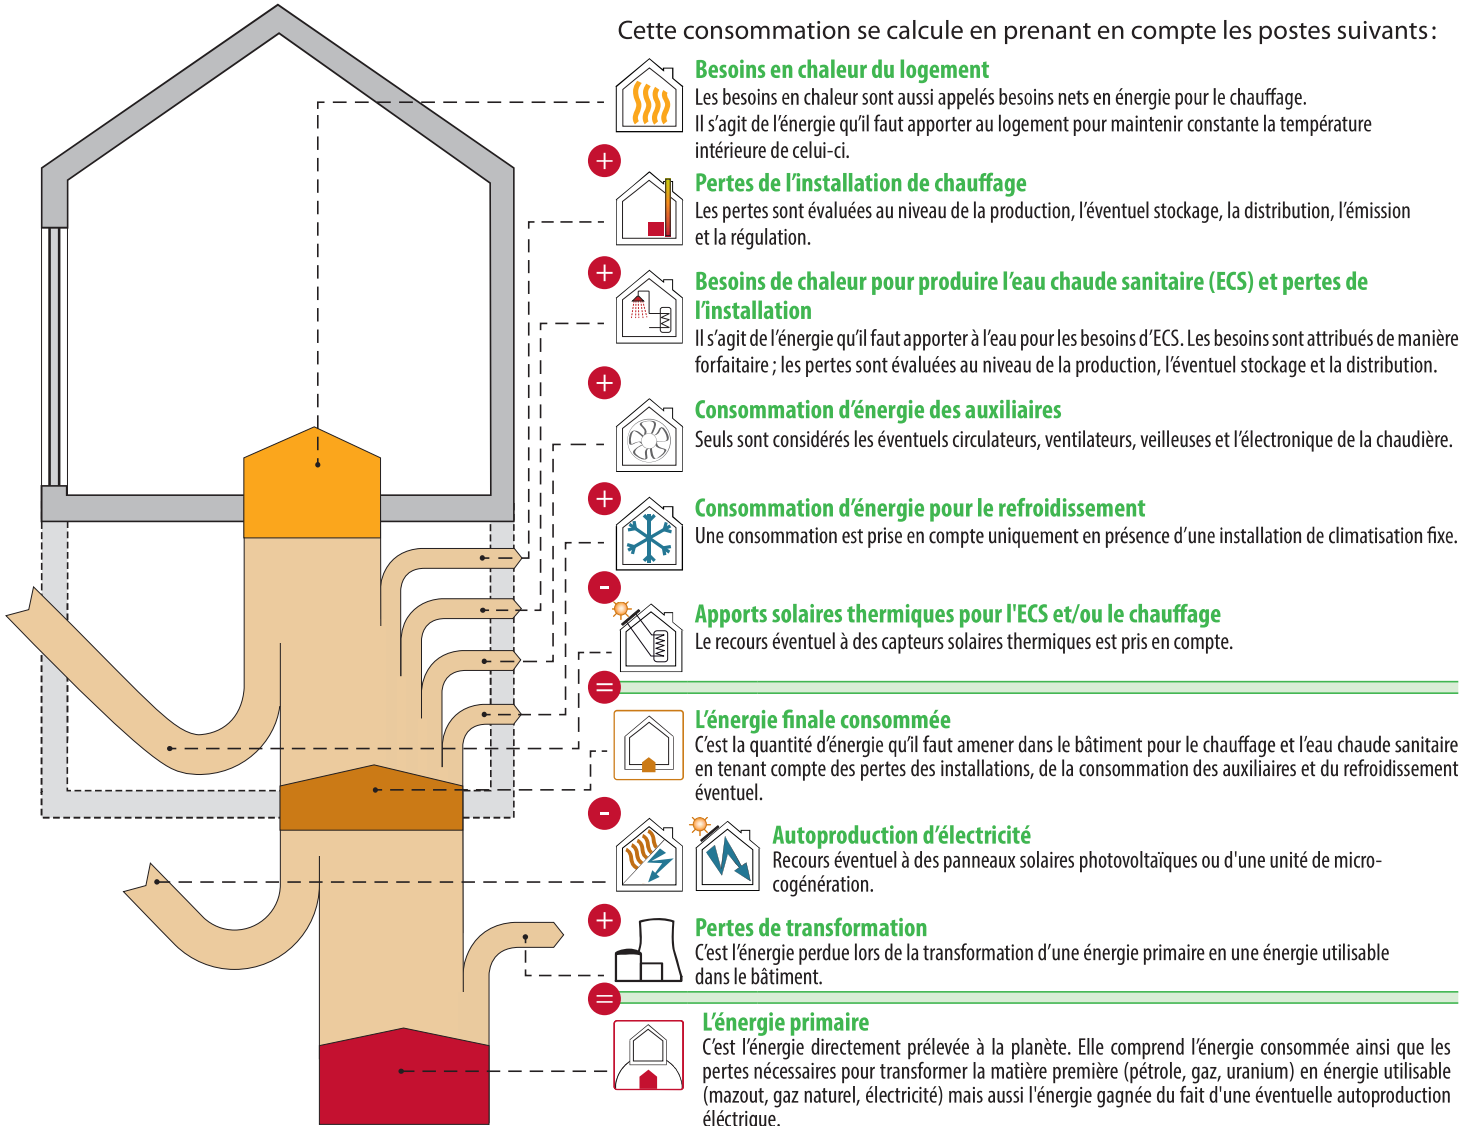 Cette consommation se calcule en prenant en compte les postes suivants :
Besoins en chaleur du logement
Les besoins en chaleur sont aussi appelés besoins nets en énergie pour le chauffage.
Il s’agit de l’énergie qu’il faut apporter au logement pour maintenir constante la température
intérieure de celui-ci.
+
Pertes de l’installation de chauffage
Les pertes sont évaluées au niveau de la production, l’éventuel stockage, la distribution, l’émission
et la régulation.
+
Besoins de chaleur pour produire l’eau chaude sanitaire (ECS) et pertes de
l’installation
Il s’agit de l’énergie qu’il faut apporter à l’eau pour les besoins d’ECS. Les besoins sont attribués de manière
forfaitaire ; les pertes sont évaluées au niveau de la production, l’éventuel stockage et la distribution.
+
Consommation d’énergie des auxiliaires
Seuls sont considérés les éventuels circulateurs, ventilateurs, veilleuses et l’électronique de la chaudière.
+
Consommation d’énergie pour le refroidissement
Une consommation est prise en compte uniquement en présence d’une installation de climatisation fixe.
-
Apports solaires thermiques pour l'ECS et/ou le chauffage
Le recours éventuel à des capteurs solaires thermiques est pris en compte.
=
L’énergie finale consommée
C’est la quantité d’énergie qu’il faut amener dans le bâtiment pour le chauffage et l’eau chaude sanitaire
en tenant compte des pertes des installations, de la consommation des auxiliaires et du refroidissement
éventuel.
-
Autoproduction d’électricité
Recours éventuel à des panneaux solaires photovoltaïques ou d'une unité de micro-
cogénération.
+
Pertes de transformation
C’est l’énergie perdue lors de la transformation d’une énergie primaire en une énergie utilisable
dans le bâtiment.
=
L’énergie primaire
C’est l’énergie directement prélevée à la planète. Elle comprend l’énergie consommée ainsi que les
pertes nécessaires pour transformer la matière première (pétrole, gaz, uranium) en énergie utilisable
(mazout, gaz naturel, électricité) mais aussi l'énergie gagnée du fait d'une éventuelle autoproduction
éléctrique.